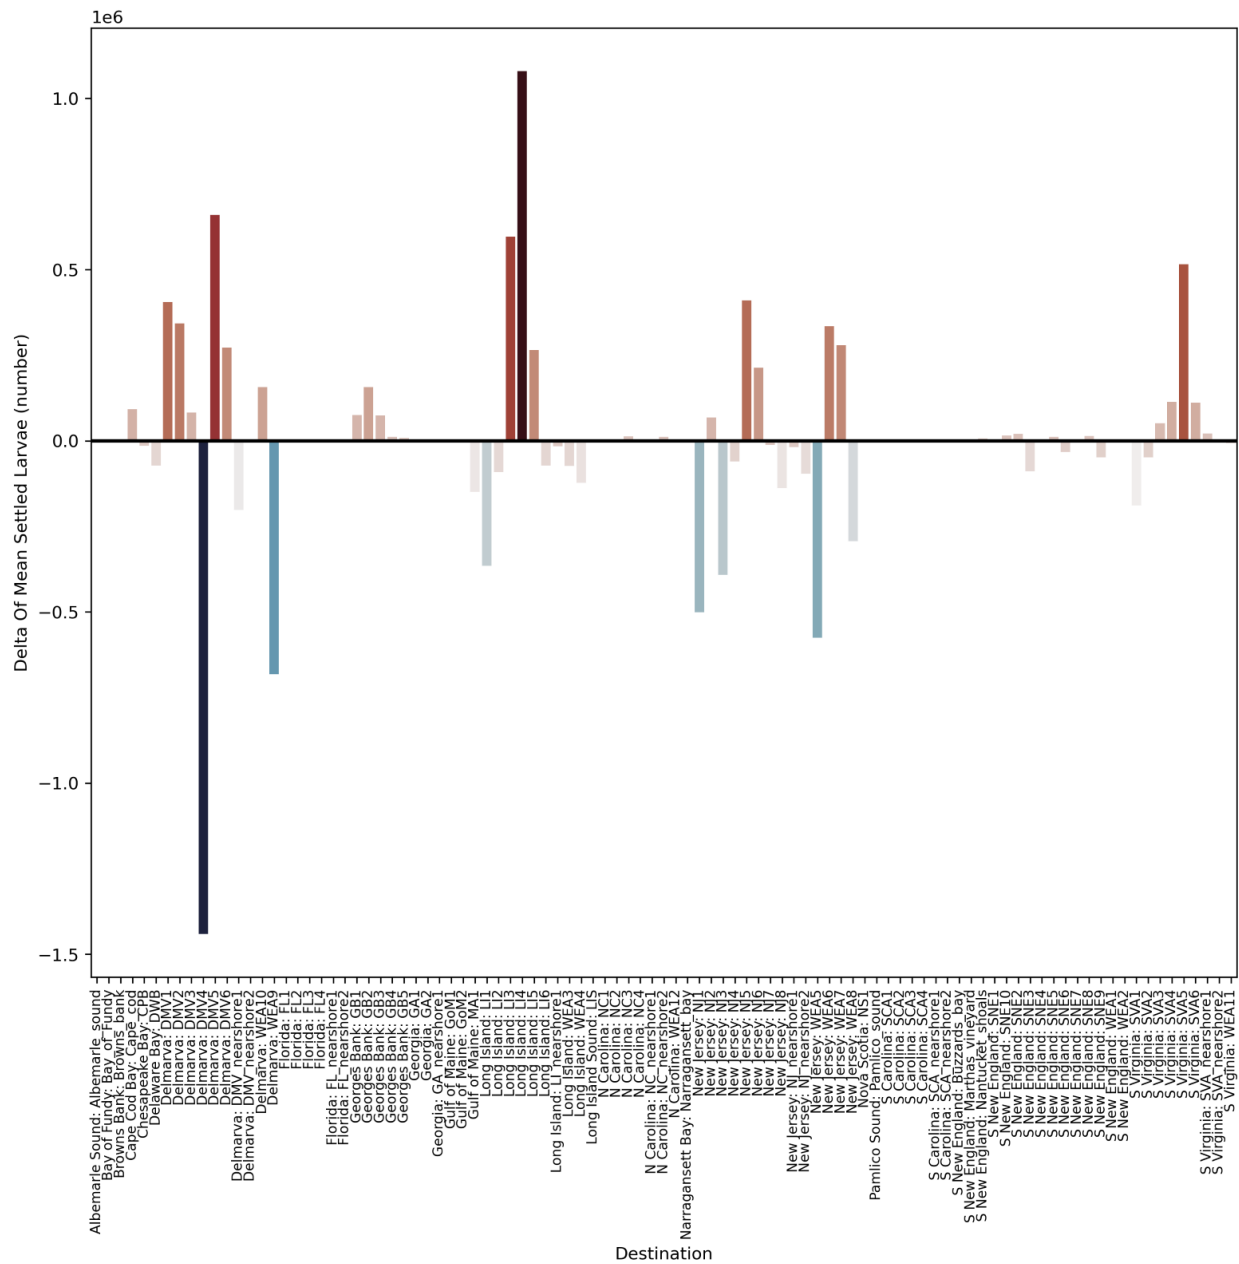 1e6
1.0
0.5
0.0
−0.5
−1.0
−1.5
Delta Of Mean Settled Larvae (number)
Albemarle Sound: Albemarle_sound
Bay of Fundy: Bay_of_Fundy
Browns Bank: Browns_bank
Cape Cod Bay: Cape_cod
Chesapeake Bay: CPB
Delaware Bay: DWB
Delmarva: DMV1
Delmarva: DMV2
Delmarva: DMV3
Delmarva: DMV4
Delmarva: DMV5
Delmarva: DMV6
Delmarva: DMV_nearshore1
Delmarva: DMV_nearshore2
Delmarva: WEA10
Delmarva: WEA9
Florida: FL1
Florida: FL2
Florida: FL3
Florida: FL4
Florida: FL_nearshore1
Florida: FL_nearshore2
Georges Bank: GB1
Georges Bank: GB2
Georges Bank: GB3
Georges Bank: GB4
Georges Bank: GB5
Georgia: GA1
Georgia: GA2
Georgia: GA_nearshore1
Gulf of Maine: GoM1
Gulf of Maine: GoM2
Gulf of Maine: MA1
Long Island: LI1
Long Island: LI2
Long Island: LI3
Long Island: LI4
Long Island: LI5
Long Island: LI6
Long Island: LI_nearshore1
Long Island: WEA3
Long Island: WEA4
Long Island Sound: LIS
N Carolina: NC1
N Carolina: NC2
N Carolina: NC3
N Carolina: NC4
N Carolina: NC_nearshore1
N Carolina: NC_nearshore2
N Carolina: WEA12
Narragansett Bay: Narragansett_bay
New Jersey: NJ1
New Jersey: NJ2
New Jersey: NJ3
New Jersey: NJ4
New Jersey: NJ5
New Jersey: NJ6
New Jersey: NJ7
New Jersey: NJ8
New Jersey: NJ_nearshore1
New Jersey: NJ_nearshore2
New Jersey: WEA5
New Jersey: WEA6
New Jersey: WEA7
New Jersey: WEA8
Nova Scotia: NS1
Pamlico Sound: Pamlico_sound
S Carolina: SCA1
S Carolina: SCA2
S Carolina: SCA3
S Carolina: SCA4
S Carolina: SCA_nearshore1
S Carolina: SCA_nearshore2
S New England: Buzzards_bay
S New England: Marthas_vineyard
S New England: Nantucket_shoals
S New England: SNE1
S New England: SNE10
S New England: SNE2
S New England: SNE3
S New England: SNE4
S New England: SNE5
S New England: SNE6
S New England: SNE7
S New England: SNE8
S New England: SNE9
S New England: WEA1
S New England: WEA2
S Virginia: SVA1
S Virginia: SVA2
S Virginia: SVA3
S Virginia: SVA4
S Virginia: SVA5
S Virginia: SVA6
S Virginia: SVA_nearshore1
S Virginia: SVA_nearshore2
S Virginia: WEA11
Destination